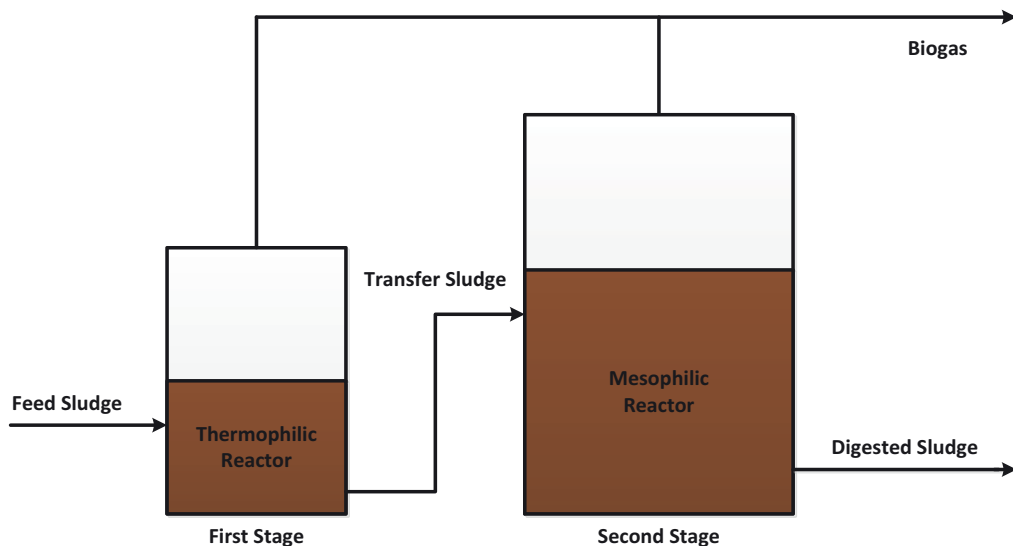 Biogas
Transfer Sludge
Feed Sludge
Thermophilic
Reactor
Mesophilic
Reactor
Digested Sludge
First Stage
Second Stage